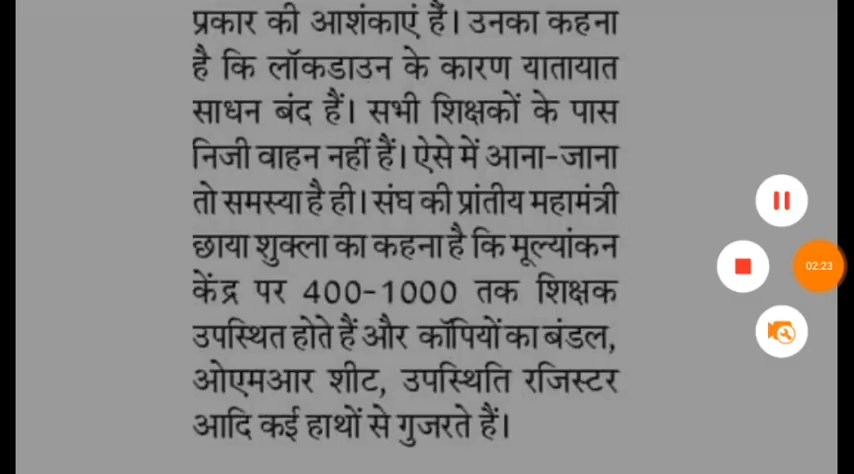 प्रकार की आशंकाएं हैं। उनका कहना
है कि लॉकडाउन के कारण यातायात
साधन बंद हैं। सभी शिक्षकों के पास
निजी वाहन नहीं हैं। ऐसे में आना-जाना
तो समस्या है ही। संघ की प्रांतीय महामंत्री
छाया शुक्ला का कहना है कि मूल्यांकन
केंद्र पर 400-1000 तक शिक्षक
उपस्थित होते हैं और कॉपियों का बंडल,
ओएमआर शीट, उपस्थिति रजिस्टर
आदि कई हाथों से गुजरते हैं।
02:23